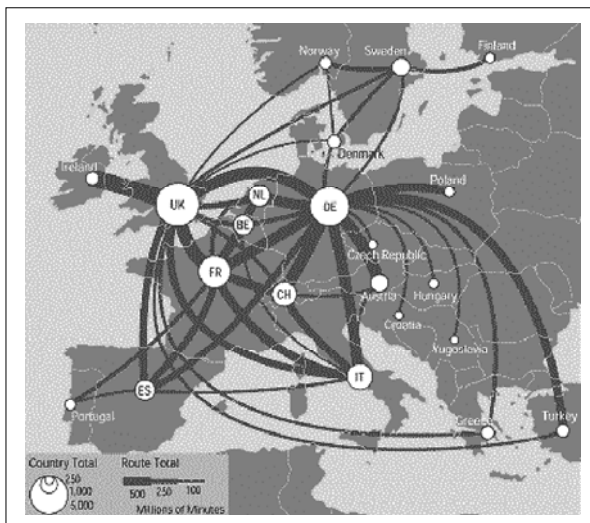 Norway
Sweden
Finland
Denmark
Ireland
UK
NL
DE
Poland
BE
Czech Republic
FR
CH
Austria
Hungary
Croatia
Yugoslavia
IT
ES
Portugal
Greece
Turkey
Country Total
250
1,000
5,000
Route Total
500 250 100
Millions of Minutes